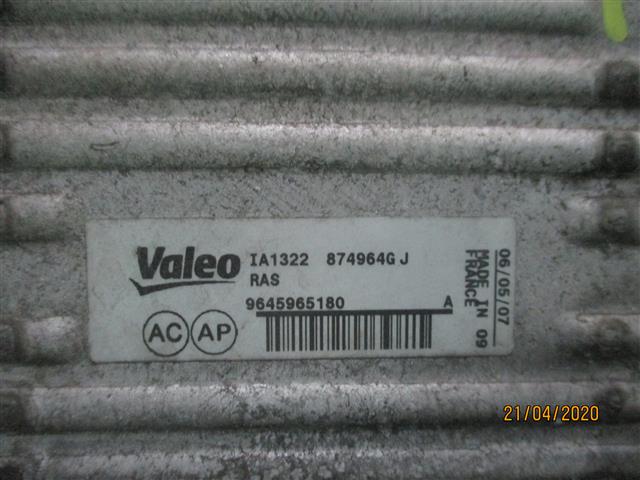 Valeo IA1322 874964G J
RAS
9645965180 A
AC AP
06/05/07
MADE IN 09
FRANCE
21/04/2020